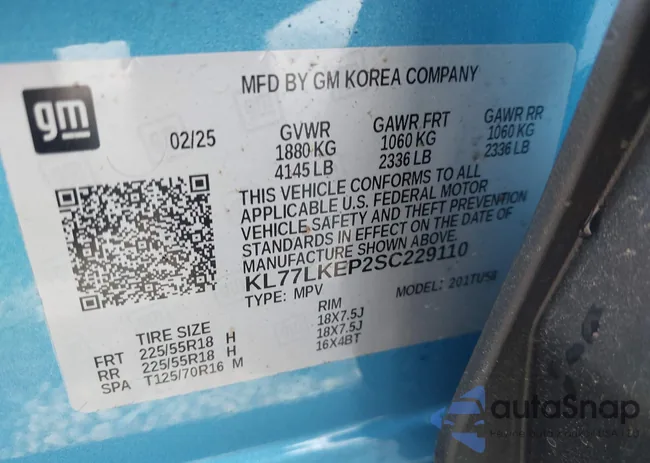 gm
MFD BY GM KOREA COMPANY
02/25
GVWR
1880 KG
4145 LB
GAWR FRT
1060 KG
2336 LB
GAWR RR
1060 KG
2336 LB
THIS VEHICLE CONFORMS TO ALL
APPLICABLE U.S. FEDERAL MOTOR
VEHICLE SAFETY AND THEFT PREVENTION
STANDARDS IN EFFECT ON THE DATE OF
MANUFACTURE SHOWN ABOVE.
KL77LKEP2SC229110
TYPE: MPV
MODEL: 201TU58
TIRE SIZE RIM
FRT 225/55R18 H 18X7.5J
RR 225/55R18 H 18X7.5J
SPA T125/70R16 M 16X4BT
autoSnap